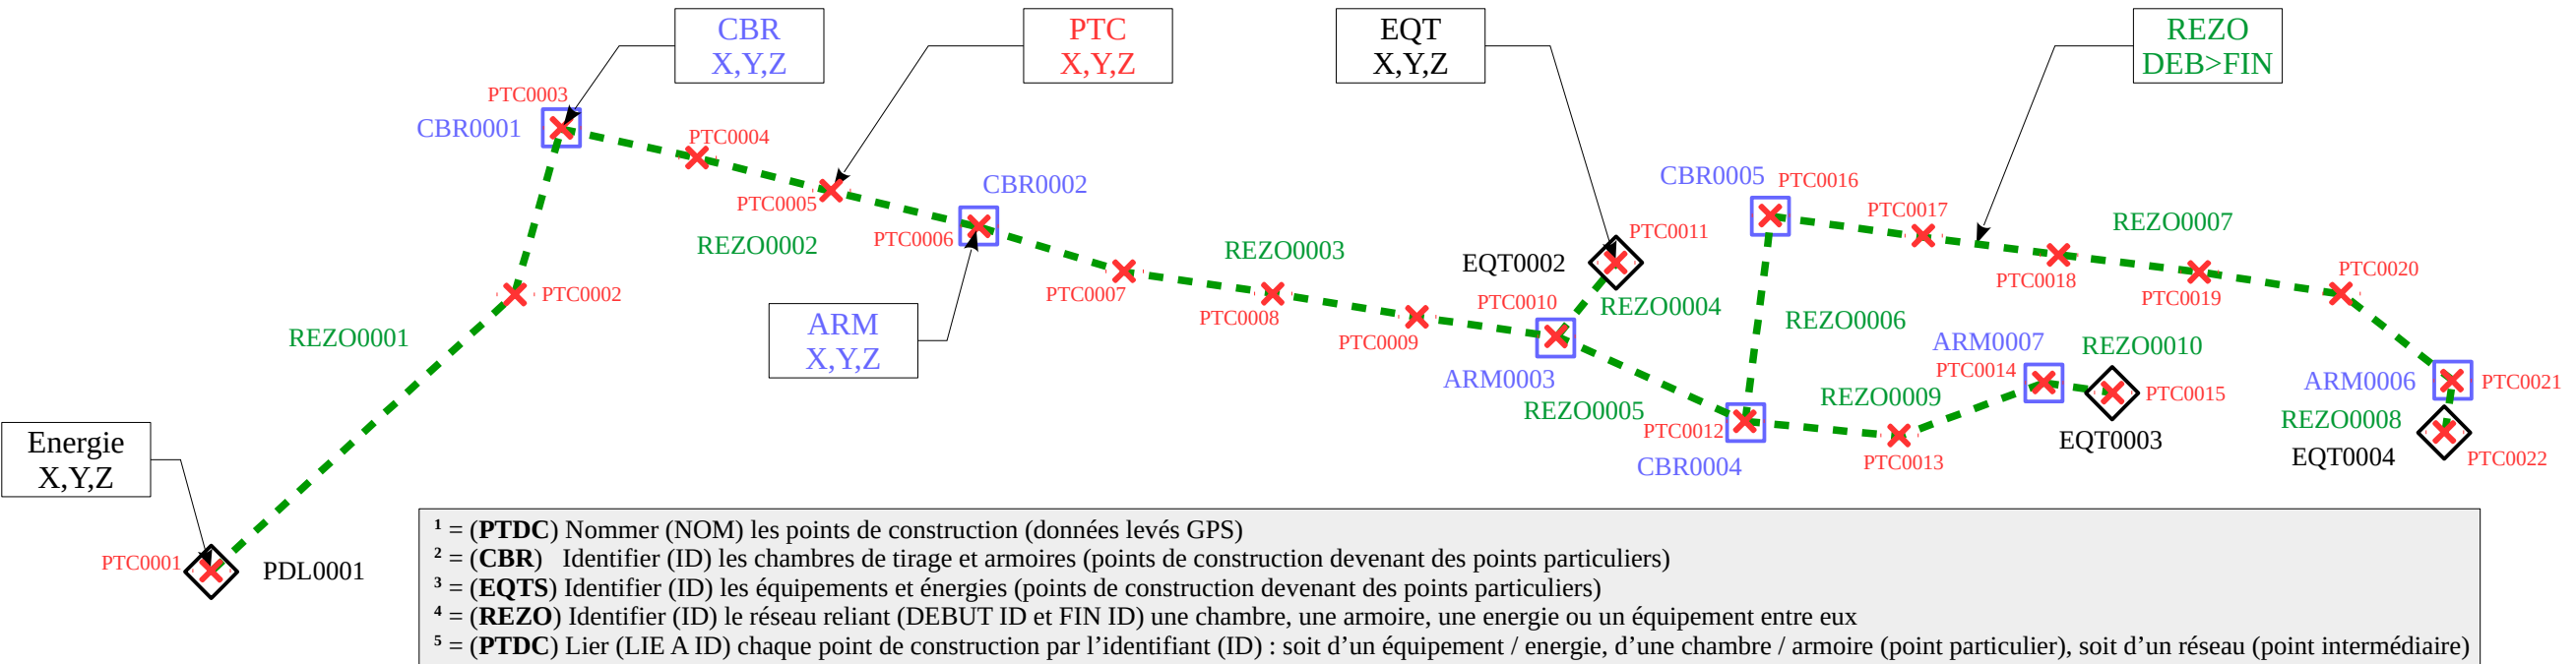 CBR
X,Y,Z
PTC
X,Y,Z
EQT
X,Y,Z
REZO
DEB>FIN
PTC0003
CBR0001
PTC0004
PTC0005
CBR0002
PTC0006
REZO0002
PTC0002
REZO0001
ARM
X,Y,Z
PTC0007
REZO0003
PTC0008
PTC0009
PTC0010
EQT0002
PTC0011
REZO0004
ARM0003
REZO0005
CBR0005
PTC0016
PTC0017
REZO0007
PTC0018
PTC0019
PTC0020
REZO0006
ARM0007
PTC0014
REZO0010
PTC0015
REZO0009
EQT0003
PTC0012
CBR0004
PTC0013
ARM0006
PTC0021
REZO0008
EQT0004
PTC0022
Energie
X,Y,Z
PTC0001
PDL0001
¹ = (PTDC) Nommer (NOM) les points de construction (données levés GPS)
² = (CBR) Identifier (ID) les chambres de tirage et armoires (points de construction devenant des points particuliers)
³ = (EQTS) Identifier (ID) les équipements et énergies (points de construction devenant des points particuliers)
⁴ = (REZO) Identifier (ID) le réseau reliant (DEBUT ID et FIN ID) une chambre, une armoire, une energie ou un équipement entre eux
⁵ = (PTDC) Lier (LIE A ID) chaque point de construction par l’identifiant (ID) : soit d’un équipement / energie, d’une chambre / armoire (point particulier), soit d’un réseau (point intermédiaire)